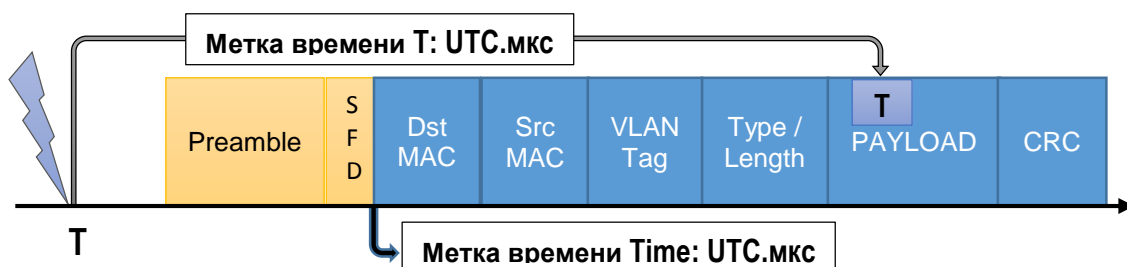 Метка времени T: UTC.мкс
Preamble
S
F
D
Dst
MAC
Src
MAC
VLAN
Tag
Type /
Length
T
PAYLOAD
CRC
T
Метка времени Time: UTC.мкс